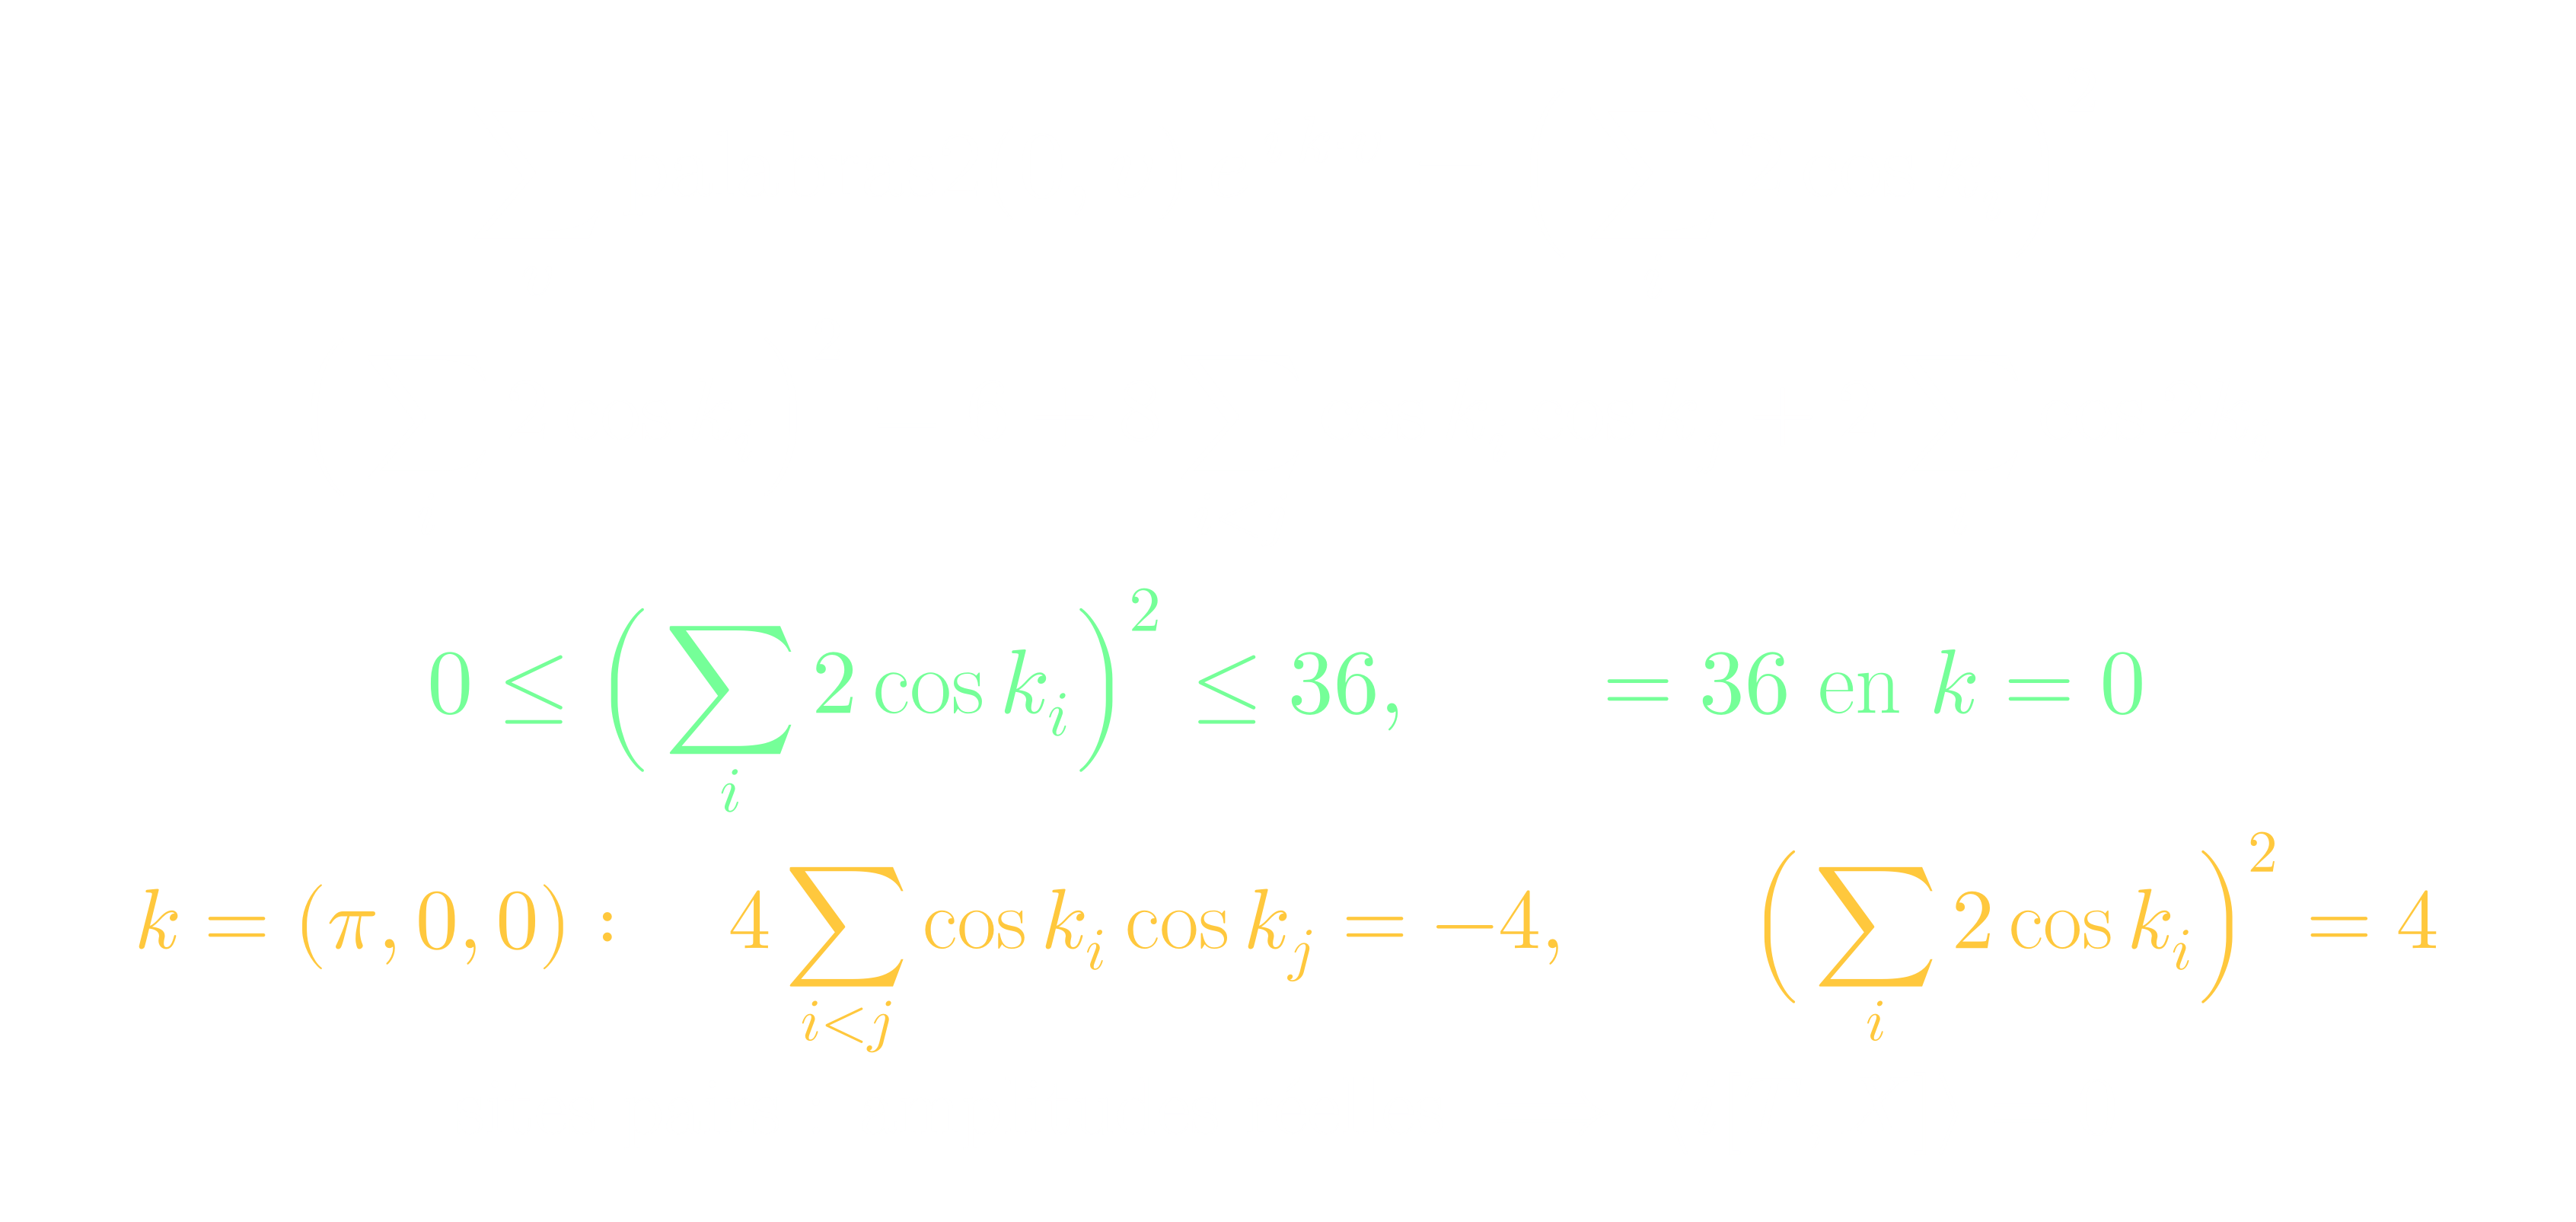 0 ≤ (∑_i 2 cos k_i)^2 ≤ 36, = 36 en k = 0
k = (π, 0, 0) : 4 ∑_{i<j} cos k_i cos k_j = −4, (∑_i 2 cos k_i)^2 = 4